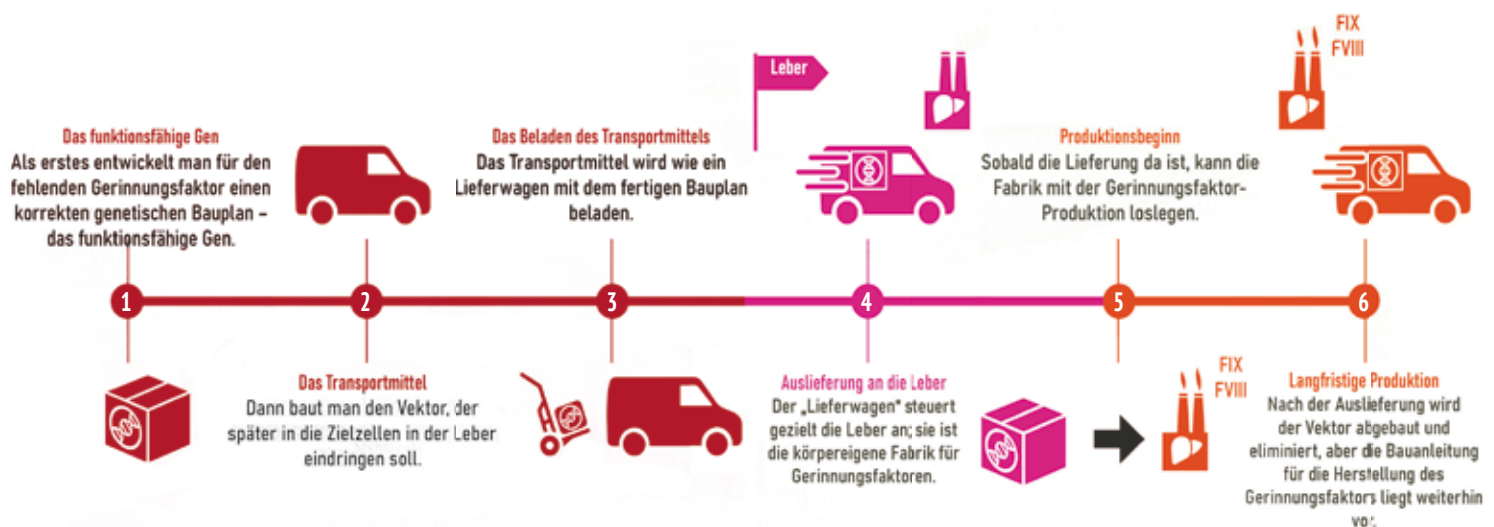 Das funktionsfähige Gen
Als erstes entwickelt man für den
fehlenden Gerinnungsfaktor einen
korrekten genetischen Bauplan –
das funktionsfähige Gen.
1
2
Das Transportmittel
Dann baut man den Vektor, der
später in die Zielzellen in der Leber
eindringen soll.
Das Beladen des Transportmittels
Das Transportmittel wird wie ein
Lieferwagen mit dem fertigen Bauplan
beladen.
3
Leber
4
Auslieferung an die Leber
Der „Lieferwagen“ steuert
gezielt die Leber an; sie ist
die körpereigene Fabrik für
Gerinnungsfaktoren.
Produktionsbeginn
Sobald die Lieferung da ist, kann die
Fabrik mit der Gerinnungsfaktor-
Produktion loslegen.
5
FIX
FVIII
FIX
FVIII
6
Langfristige Produktion
Nach der Auslieferung wird
der Vektor abgebaut und
eliminiert, aber die Bauanleitung
für die Herstellung des
Gerinnungsfaktors liegt weiterhin
vor.